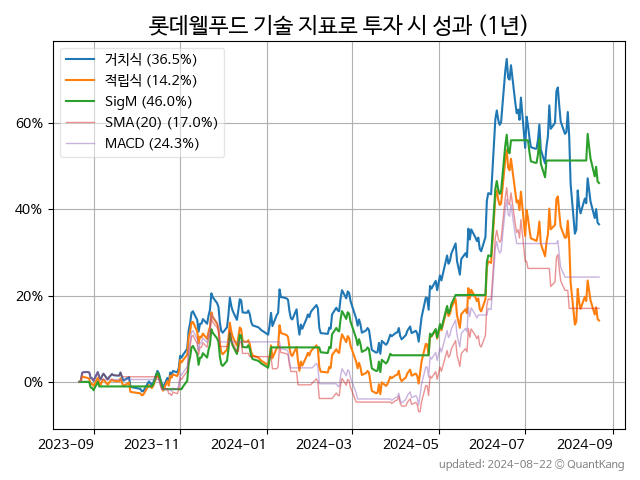 롯데웰푸드 기술 지표로 투자 시 성과 (1년)
거치식 (36.5%)
적립식 (14.2%)
SigM (46.0%)
SMA(20) (17.0%)
MACD (24.3%)
60%
40%
20%
0%
2023-09 2023-11 2024-01 2024-03 2024-05 2024-07 2024-09
updated: 2024-08-22 © QuantKang